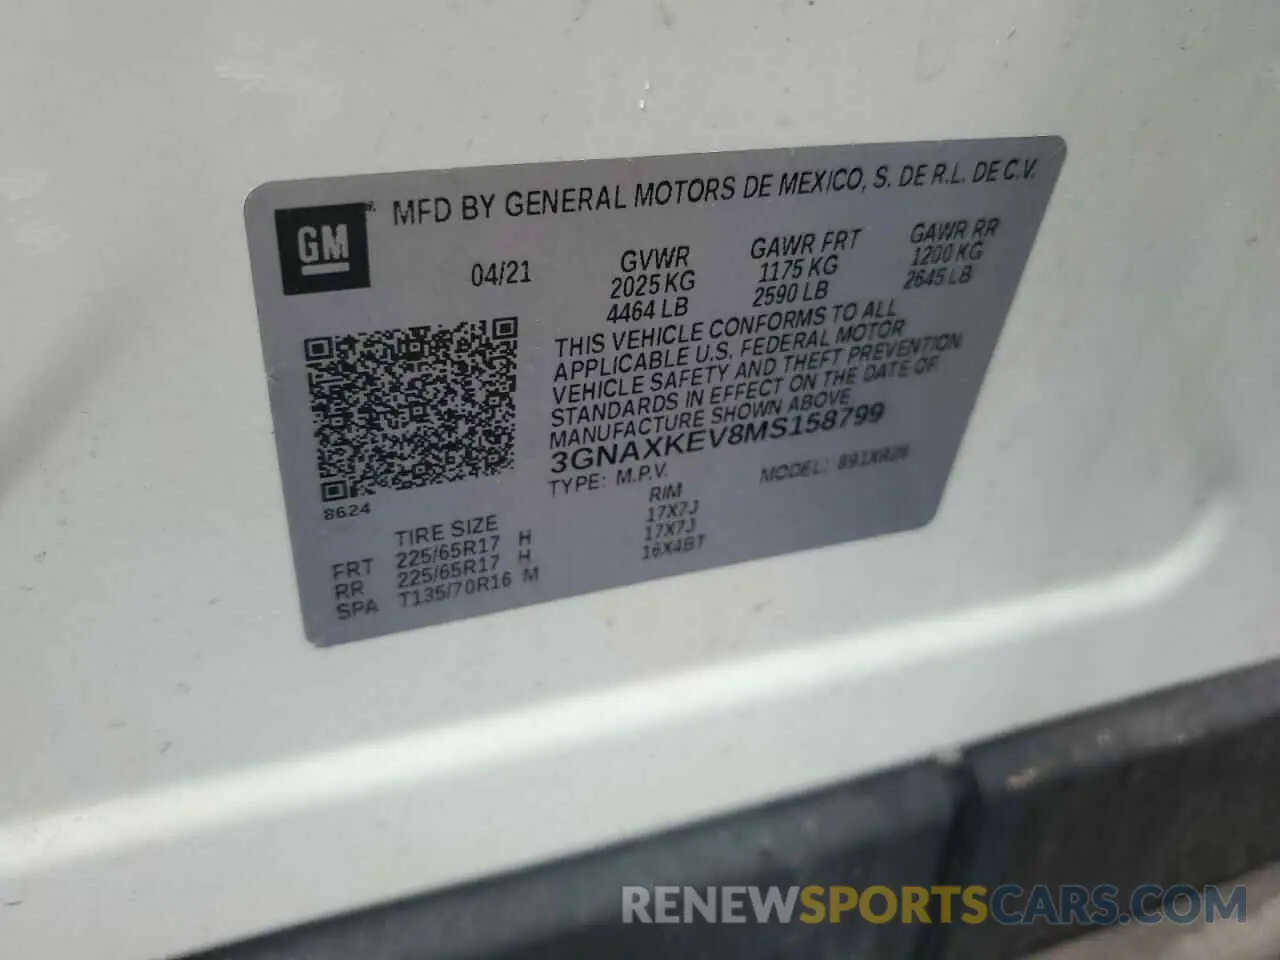 GM
MFD BY GENERAL MOTORS DE MEXICO, S. DE R.L. DE C.V.
04/21
GVWR
2025 KG
4464 LB
GAWR FRT
1175 KG
2590 LB
GAWR RR
1200 KG
2645 LB
THIS VEHICLE CONFORMS TO ALL
APPLICABLE U.S. FEDERAL MOTOR
VEHICLE SAFETY AND THEFT PREVENTION
STANDARDS IN EFFECT ON THE DATE OF
MANUFACTURE SHOWN ABOVE
3GNAXKEV8MS158799
TYPE: M.P.V.
MODEL:
8624
TIRE SIZE
RIM
FRT 225/65R17 H 17X7J
RR 225/65R17 H 17X7J
SPA T135/70R16 M 16X4BT
RENEWSPORTSCARS.COM